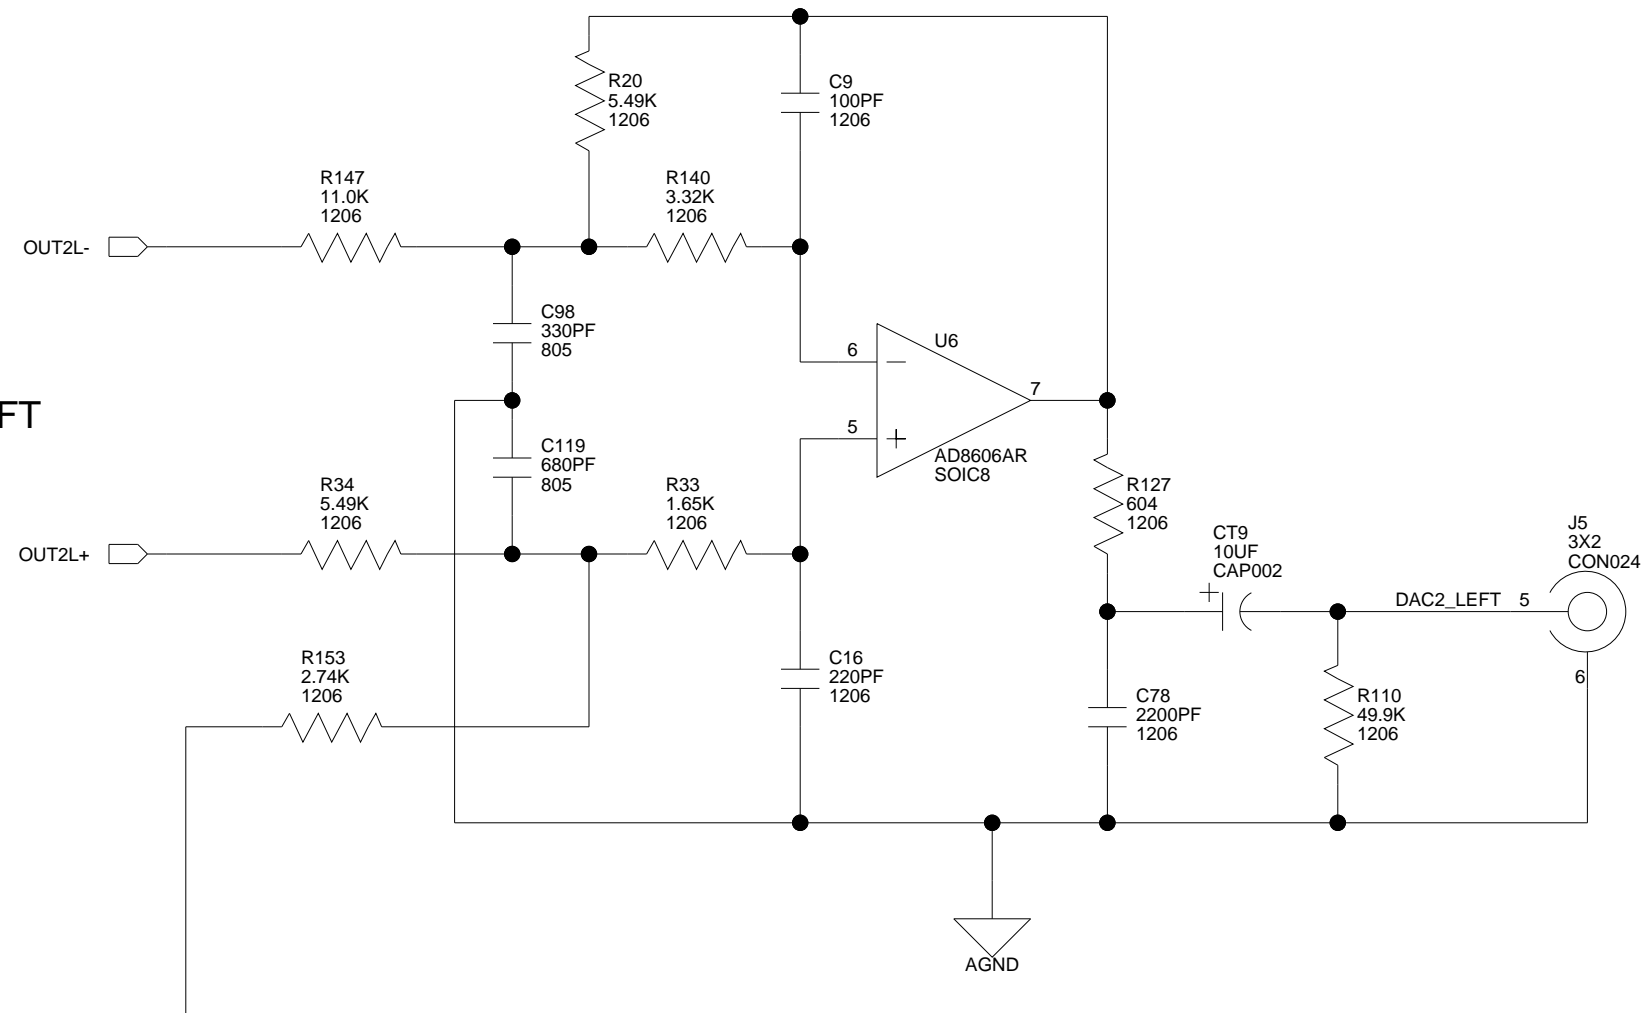 R20
5.49K
1206
C9
100PF
1206
R147
11.0K
1206
R140
3.32K
1206
OUT2L-
C98
330PF
805
6
U6
7
FT
5
C119
680PF
805
AD8606AR
SOIC8
R34
5.49K
1206
R33
1.65K
1206
R127
604
1206
OUT2L+
CT9
10UF
CAP002
J5
3X2
CON024
DAC2_LEFT 5
R153
2.74K
1206
C16
220PF
1206
6
C78
2200PF
1206
R110
49.9K
1206
AGND